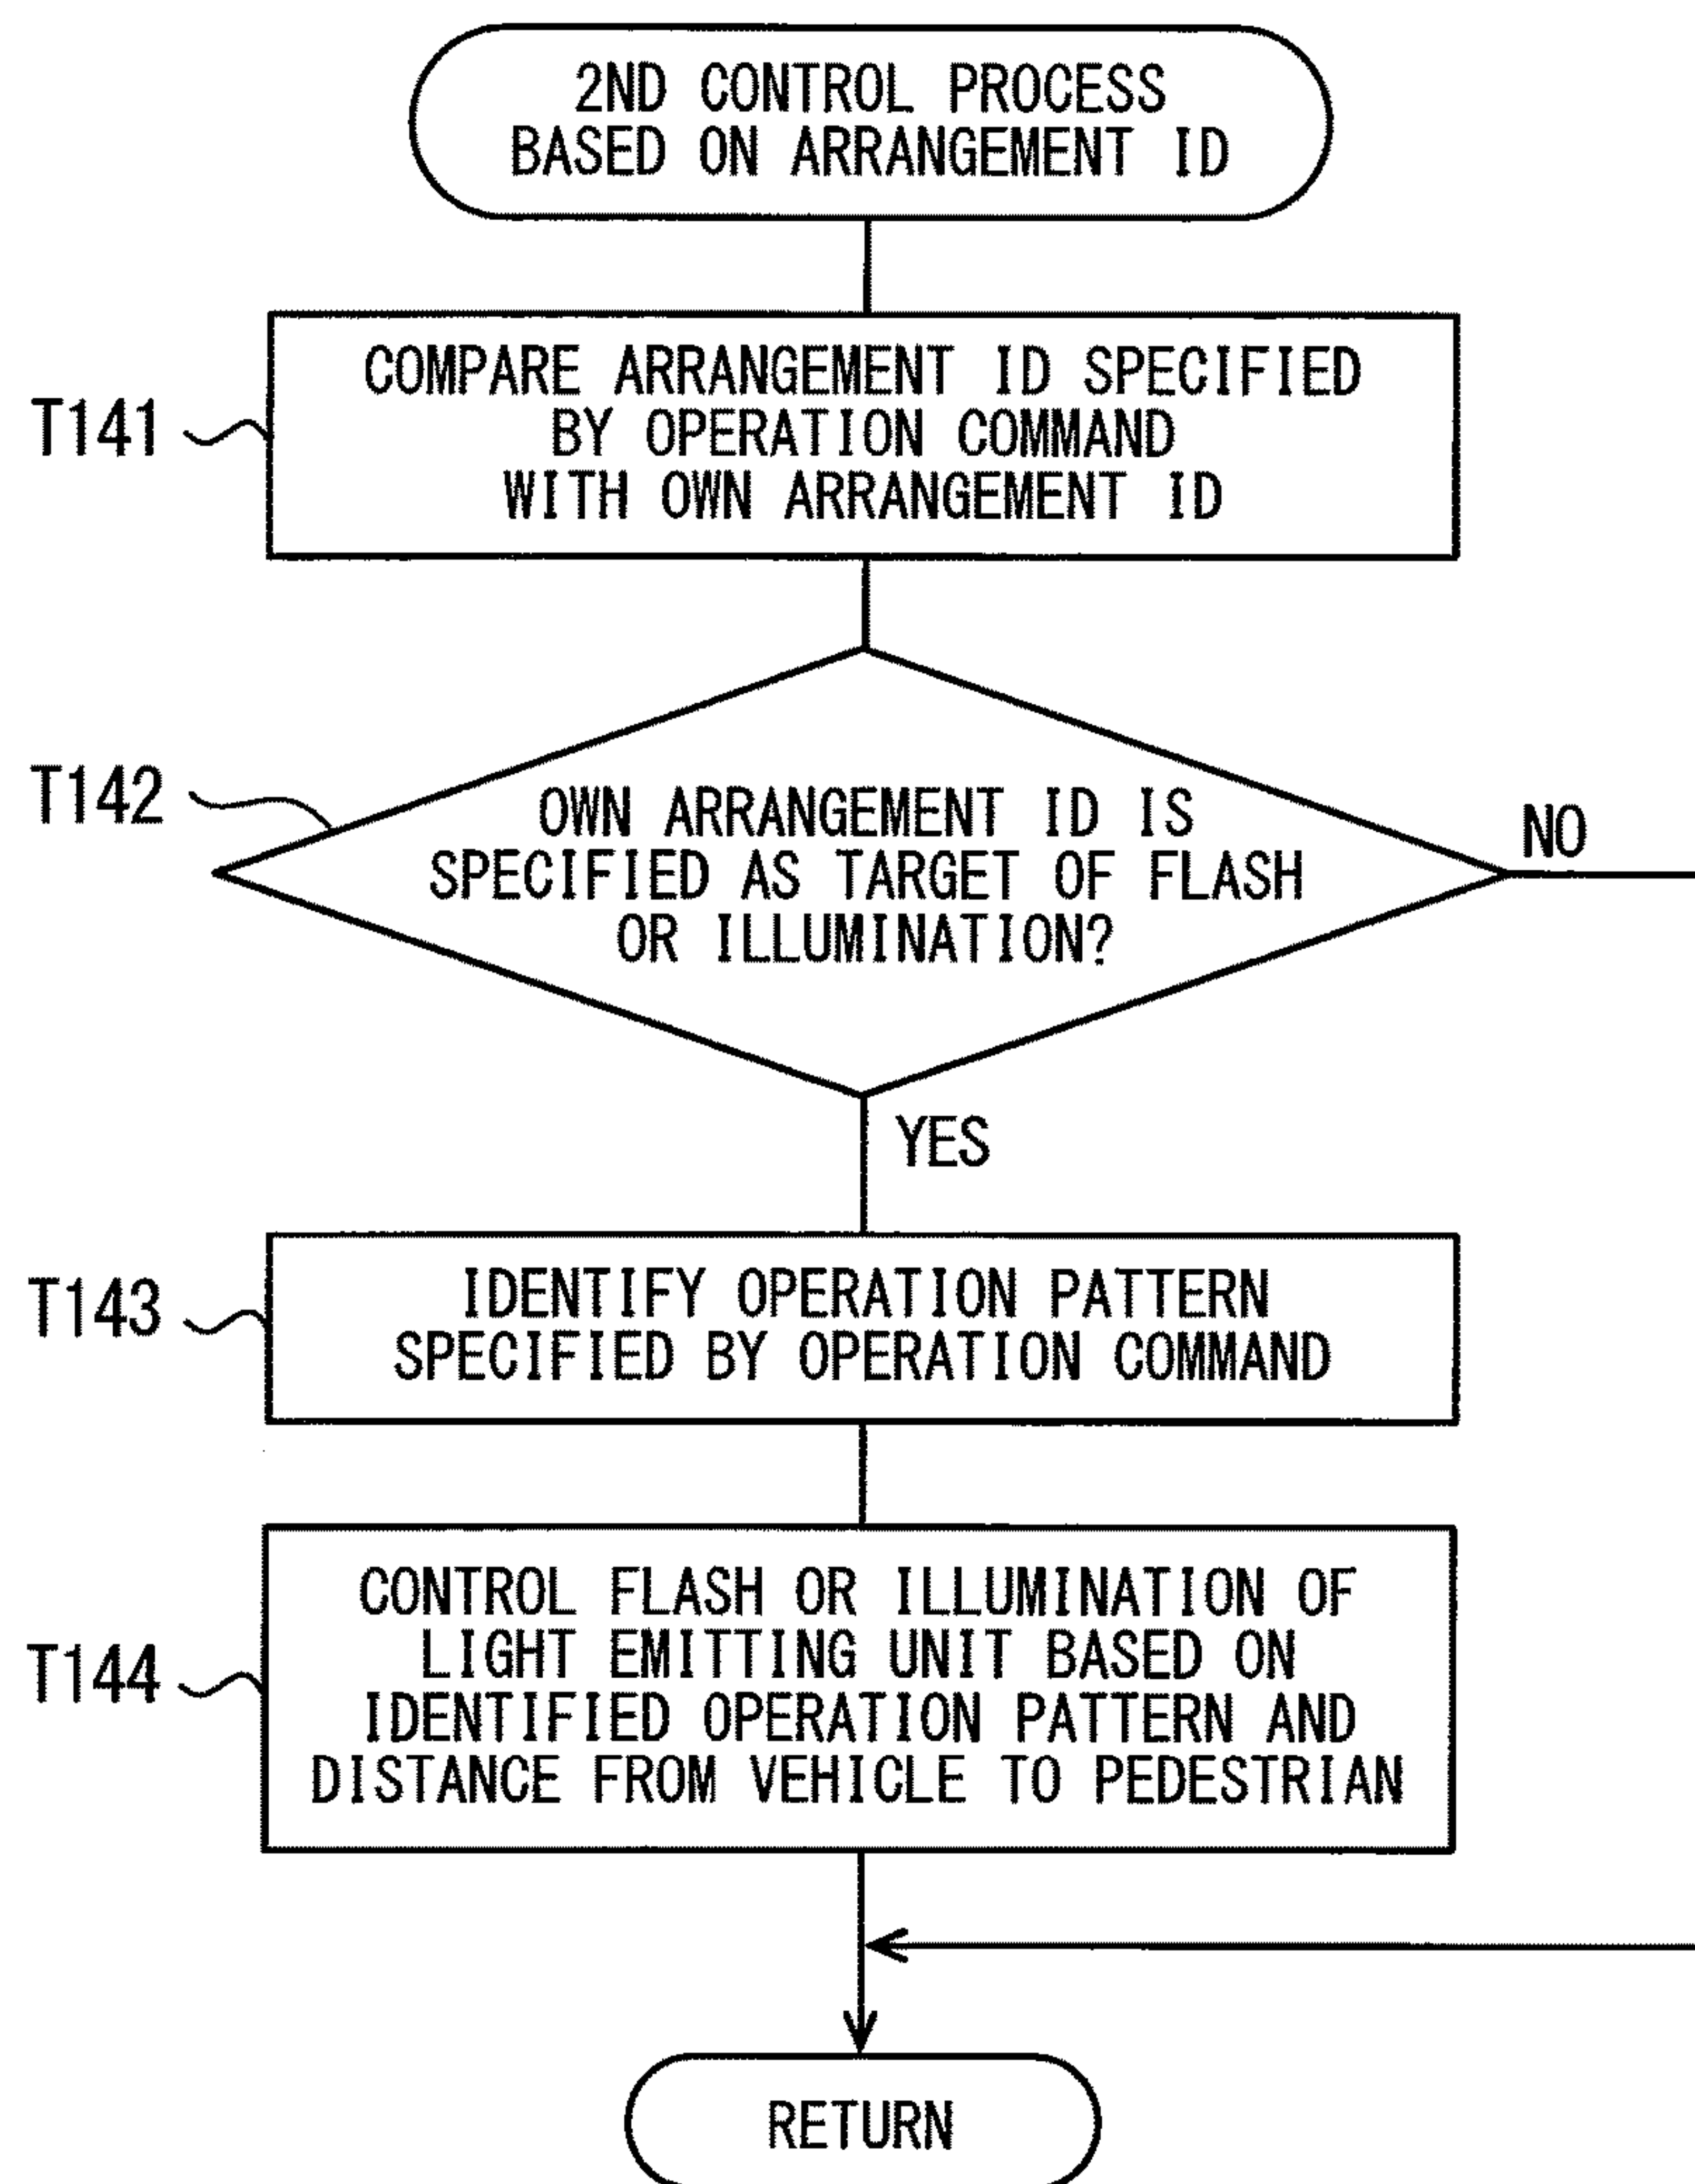 2ND CONTROL PROCESS
BASED ON ARRANGEMENT ID
T141
COMPARE ARRANGEMENT ID SPECIFIED
BY OPERATION COMMAND
WITH OWN ARRANGEMENT ID
T142
OWN ARRANGEMENT ID IS
SPECIFIED AS TARGET OF FLASH
OR ILLUMINATION?
NO
YES
T143
IDENTIFY OPERATION PATTERN
SPECIFIED BY OPERATION COMMAND
T144
CONTROL FLASH OR ILLUMINATION OF
LIGHT EMITTING UNIT BASED ON
IDENTIFIED OPERATION PATTERN AND
DISTANCE FROM VEHICLE TO PEDESTRIAN
RETURN